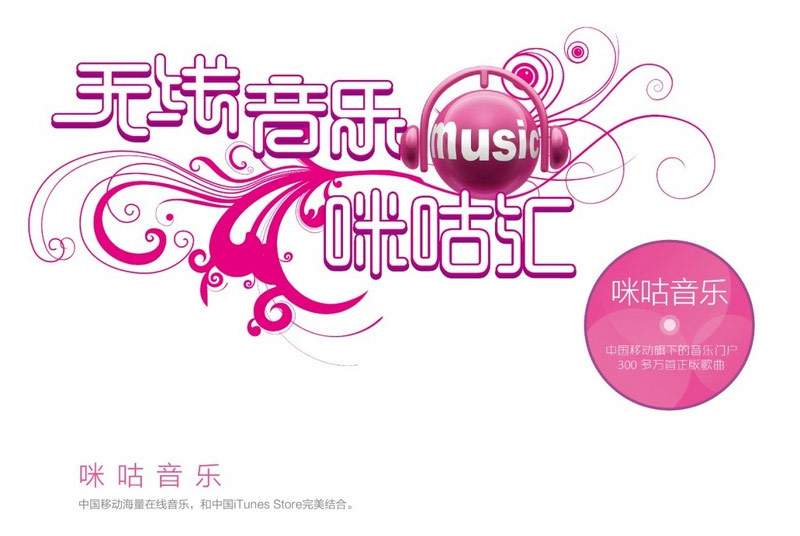 无线音乐
music
咪咕汇
咪咕音乐
中国移动旗下的音乐门户
300 多万首正版歌曲
咪咕音乐
中国移动海量在线音乐，和中国iTunes Store完美结合。